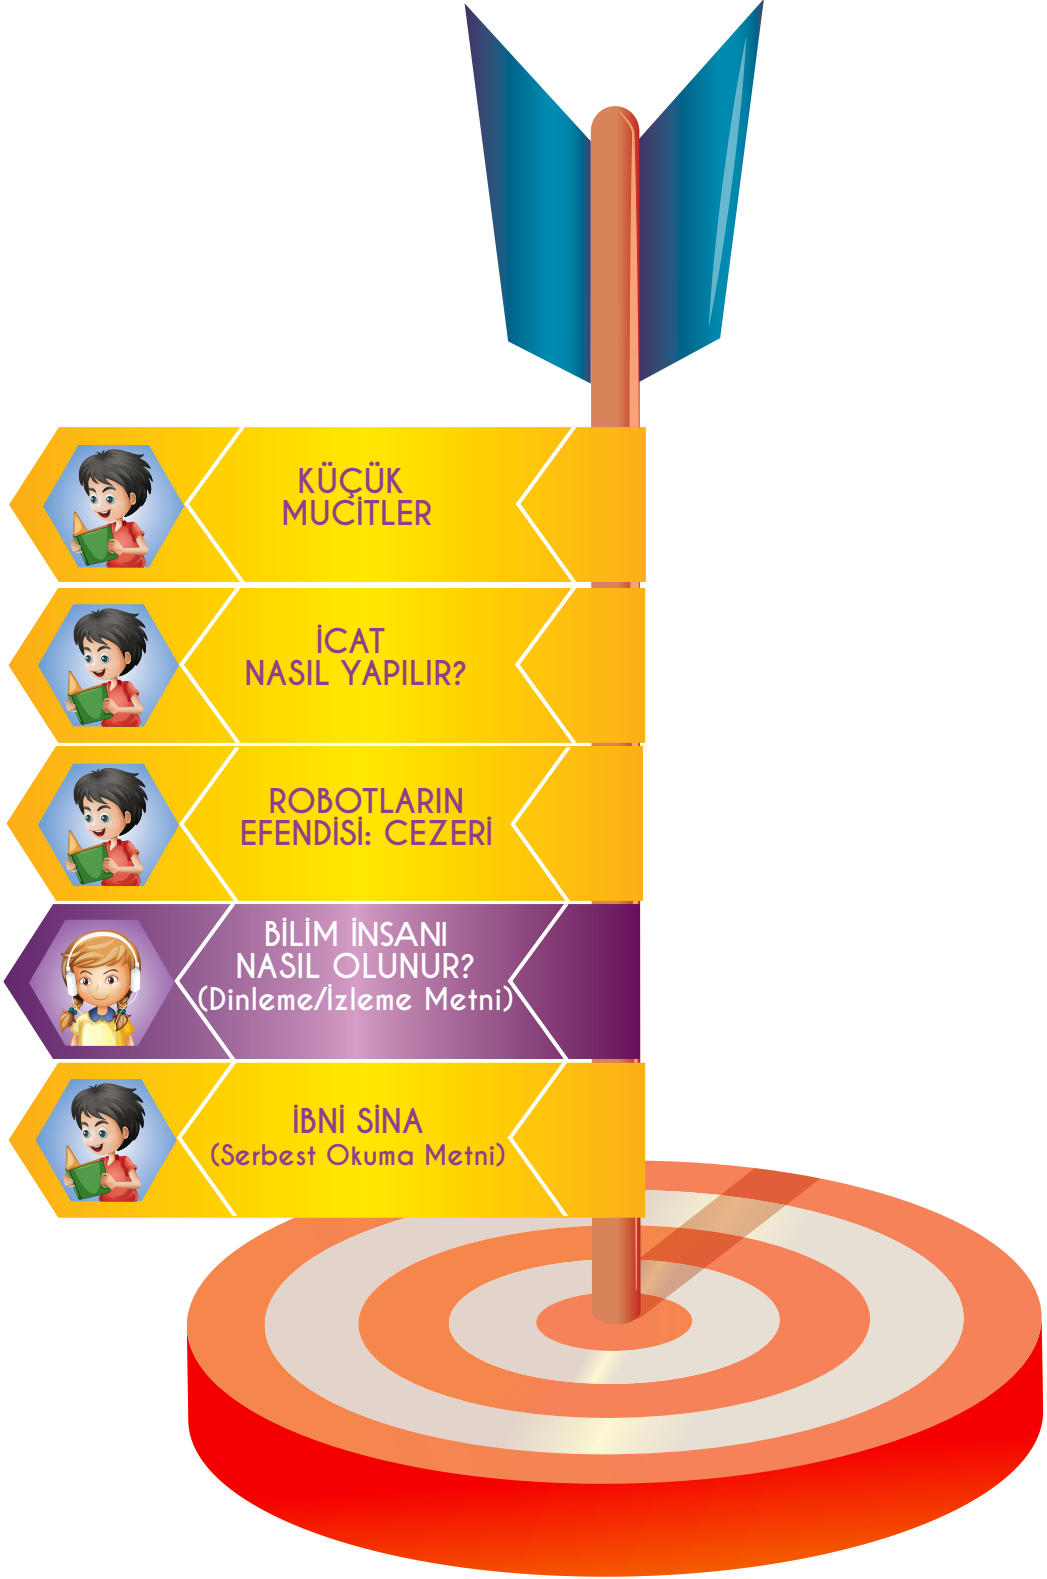 KÜÇÜK
MUCİTLER
İCAT
NASIL YAPILIR?
ROBOTLARIN
EFENDİSİ: CEZERİ
BİLİM İNSANI
NASIL OLUNUR?
(Dinleme/İzleme Metni)
İBNİ SİNA
(Serbest Okuma Metni)